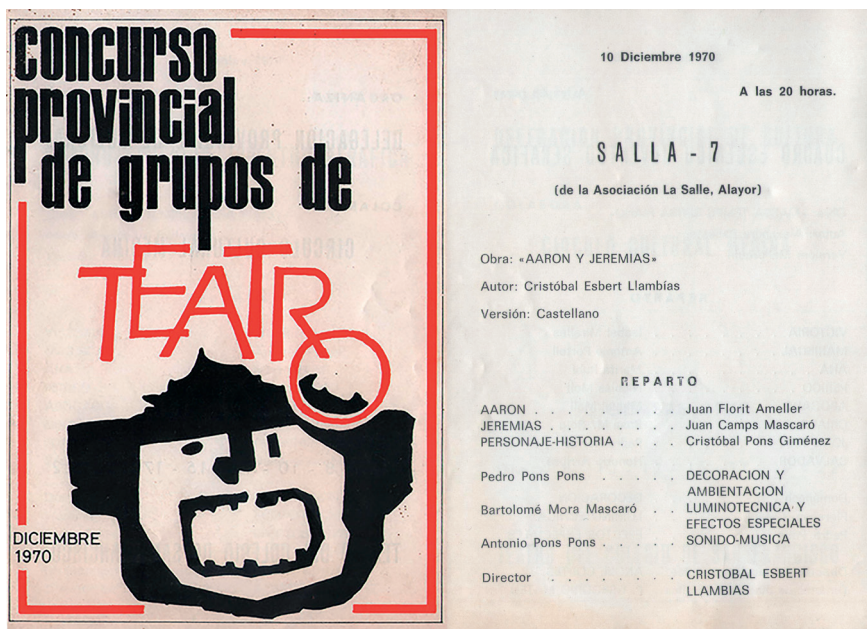 concurso
provincial
de grupos de
TEATRO
DICIEMBRE
1970
10 Diciembre 1970
A las 20 horas.
SALLA - 7
(de la Asociación La Salle, Alayor)
Obra: «AARON Y JEREMIAS»
Autor: Cristóbal Esbert Llambías
Versión: Castellano
REPARTO
AARON . . . . . . . . . Juan Florit Ameller
JEREMIAS . . . . . . . . Juan Camps Mascaró
PERSONAJE-HISTORIA . . . . Cristóbal Pons Giménez
Pedro Pons Pons . . . . . DECORACION Y
AMBIENTACION
Bartolomé Mora Mascaró . . LUMINOTECNICA Y
EFECTOS ESPECIALES
Antonio Pons Pons . . . . . SONIDO-MUSICA
Director . . . . . . . . CRISTOBAL ESBERT
LLAMBIAS